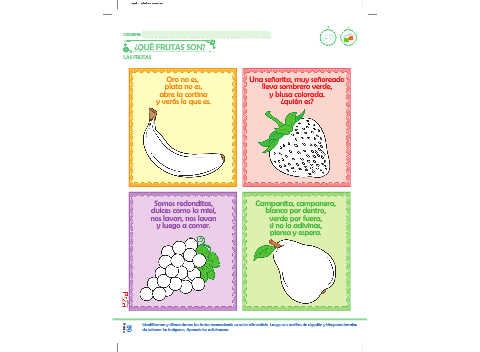 NOMBRE
¿QUÉ FRUTAS SON?
LAS FRUTAS
Oro no es,
plata no es,
abre la cortina
y verás lo que es.
Una señorita, muy señoreada
lleva sombrero verde,
y blusa colorada.
¿quién es?
Somos redonditas,
dulces como la miel,
nos lavan, nos lavan
y luego a comer.
Campanita, campanera,
blanca por dentro,
verde por fuera,
si no lo adivinas,
piensa y espera.